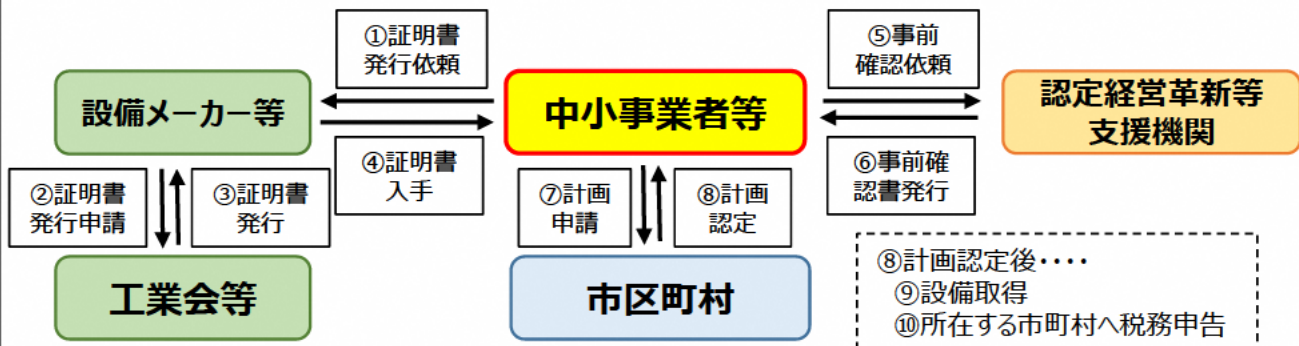 ①証明書
発行依頼
⑤事前
確認依頼
設備メーカー等
中小事業者等
認定経営革新等
支援機関
④証明書
入手
⑥事前確
認書発行
②証明書
発行申請
③証明書
発行
⑦計画
申請
⑧計画
認定
工業会等
市区町村
⑧計画認定後・・・・
⑨設備取得
⑩所在する市町村へ税務申告